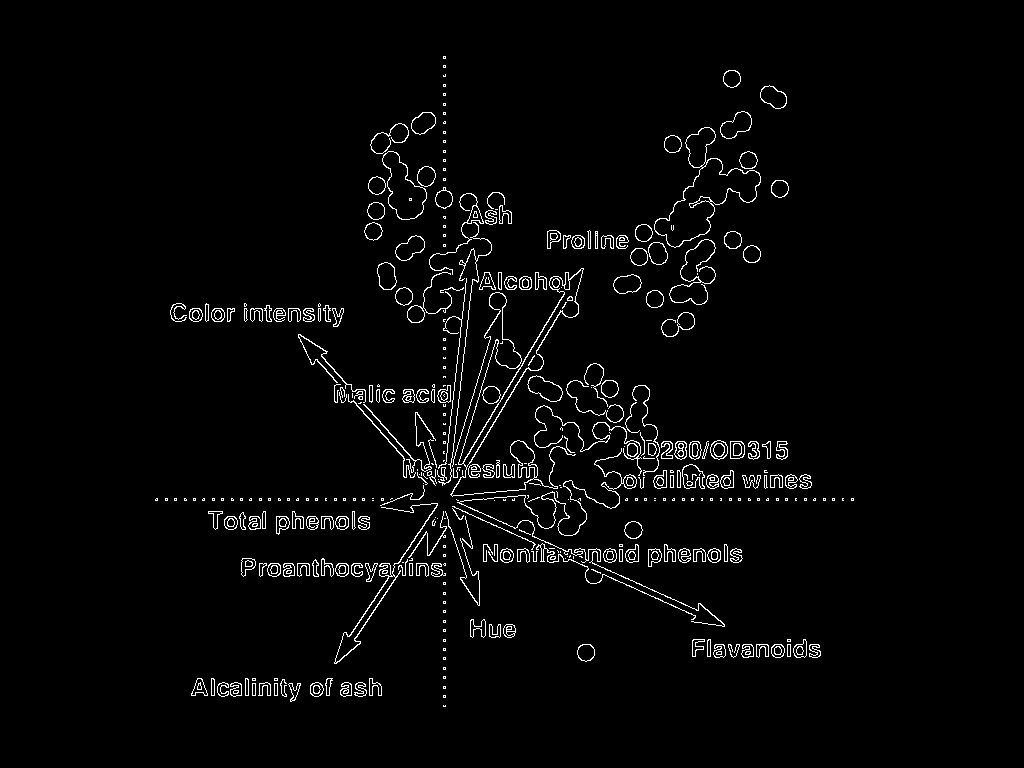 Ash
Proline
Alcohol
Color intensity
Malic acid
OD280/OD315
of diluted wines
Magnesium
Total phenols
Nonflavanoid phenols
Proanthocyanins
Hue
Flavanoids
Alcalinity of ash